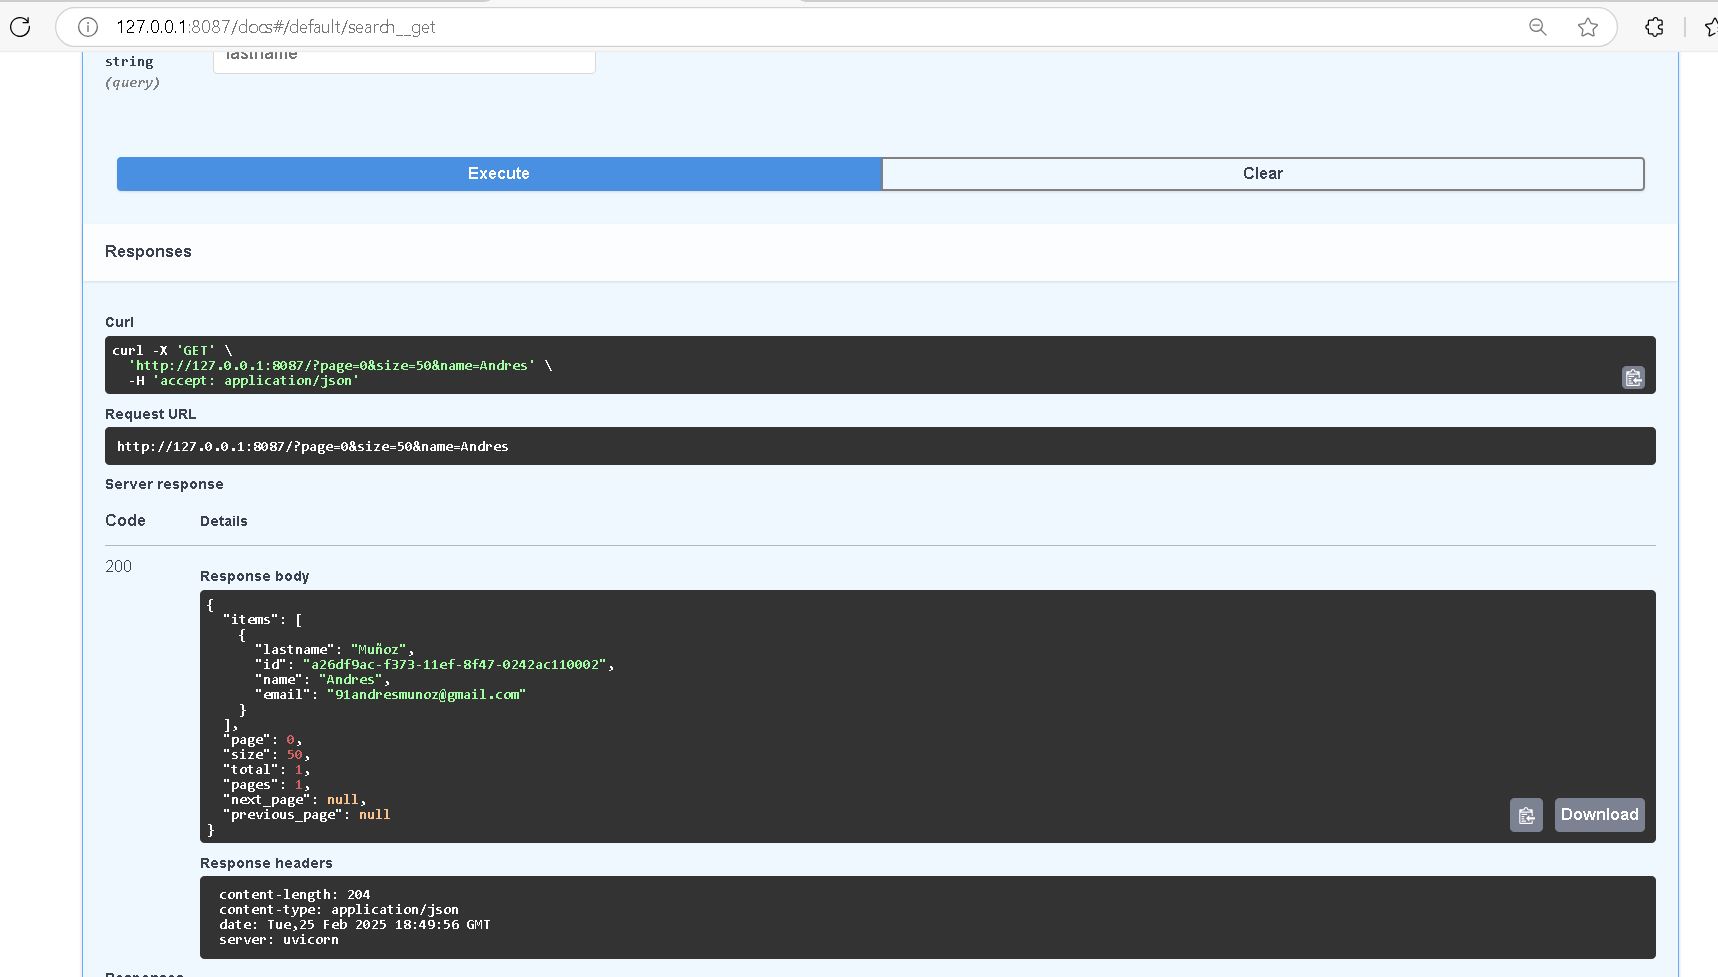 127.0.0.1:8087/docs#/default/search__get
string
lastname
(query)
Execute
Clear
Responses
Curl
curl -X 'GET' \
'http://127.0.0.1:8087/?page=0&size=50&name=Andres' \
-H 'accept: application/json'
Request URL
http://127.0.0.1:8087/?page=0&size=50&name=Andres
Server response
Code
Details
200
Response body
{
"items": [
{
"lastname": "Muñoz",
"id": "a26df9ac-f373-11ef-8f47-0242ac110002",
"name": "Andres",
"email": "91andresmunoz@gmail.com"
}
],
"page": 0,
"size": 50,
"total": 1,
"pages": 1,
"next_page": null,
"previous_page": null
}
Download
Response headers
content-length: 204
content-type: application/json
date: Tue,25 Feb 2025 18:49:56 GMT
server: uvicorn
Responses